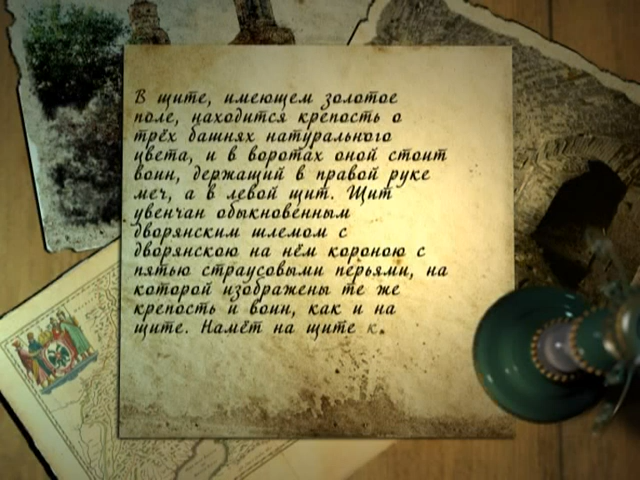 В щите, имеющем золотое
поле, находится крепость о
трёх башнях натурального
цвета, и в воротах оной стоит
воин, держащий в правой руке
меч, а в левой щит. Щит
увенчан обыкновенным
дворянским шлемом с
дворянскою на нём короною с
пятью страусовыми перьями, на
которой изображены те же
крепость и воин, как и на
щите. Намёт на щите к.